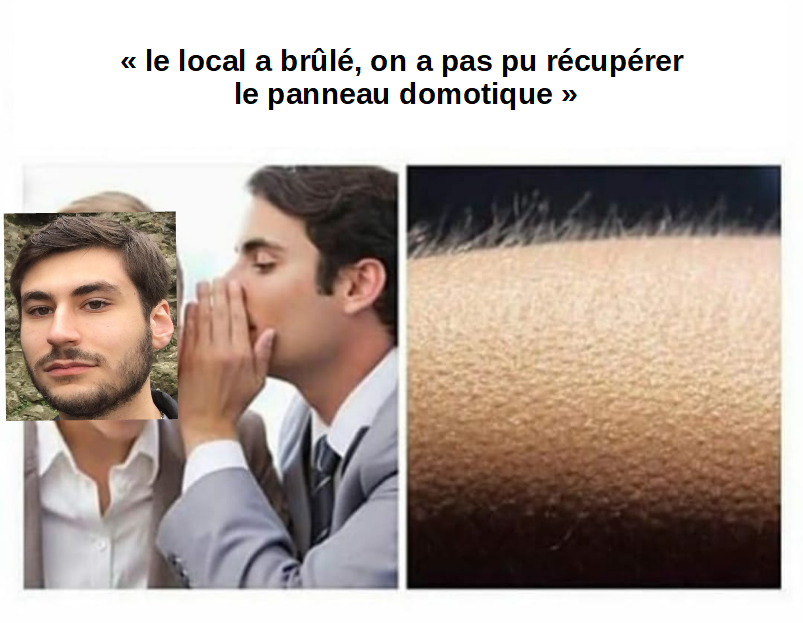 « le local a brûlé, on a pas pu récupérer
le panneau domotique »